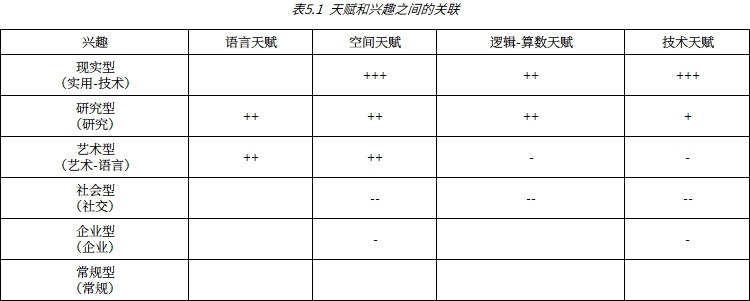 表5.1 天赋和兴趣之间的关联
兴趣 语言天赋 空间天赋 逻辑-算数天赋 技术天赋
现实型
（实用-技术） +++ ++ +++
研究型
（研究） ++ ++ ++ +
艺术型
（艺术-语言） ++ ++ - -
社会型
（社交） -- -- --
企业型
（企业） - -
常规型
（常规）